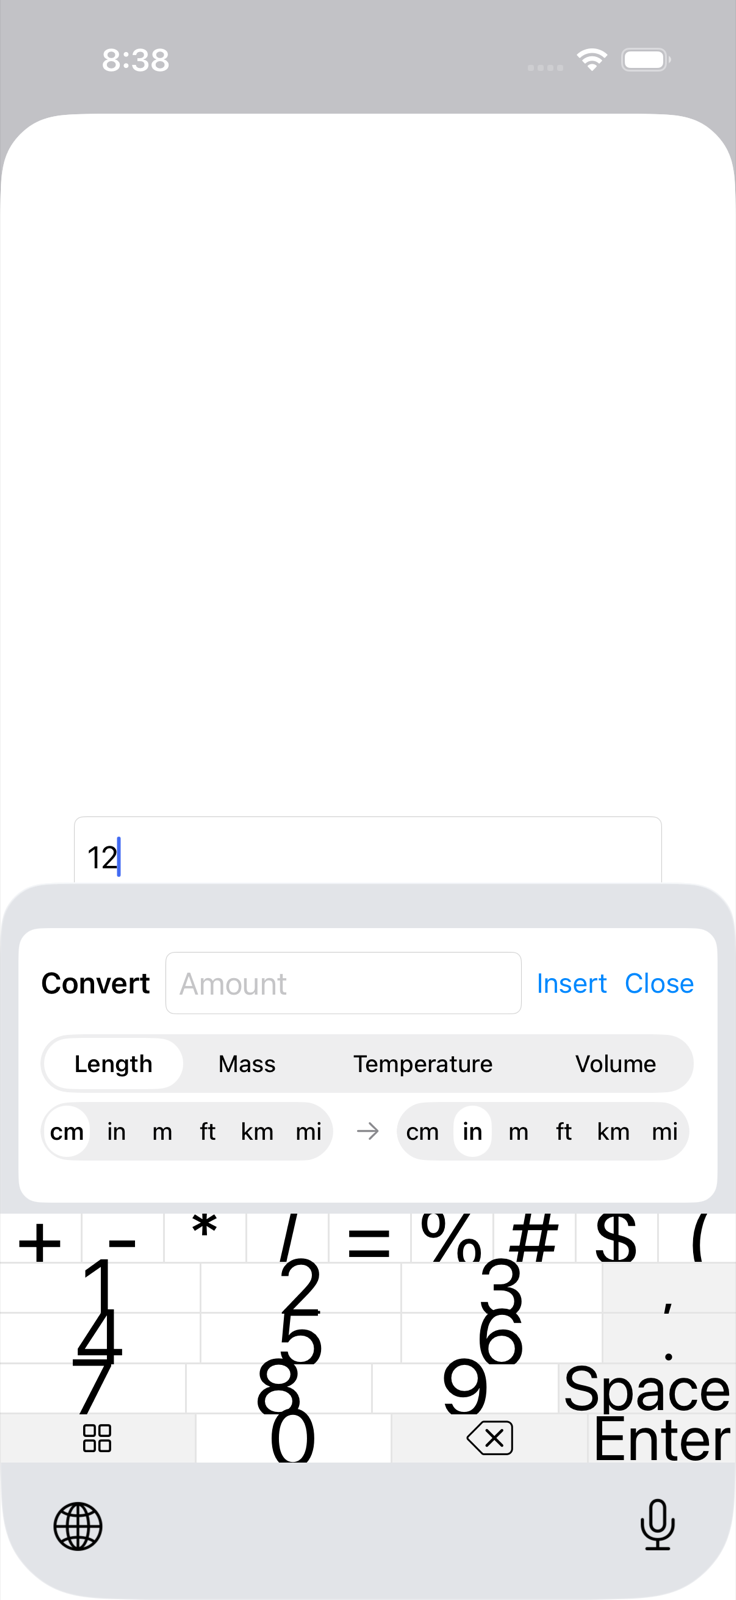 8:38
12
Convert Amount Insert Close
Length Mass Temperature Volume
cm in m ft km mi → cm in m ft km mi
+ - * / = % # $ (
1 2 3 ,
4 5 6 .
7 8 9 Space
0 Enter